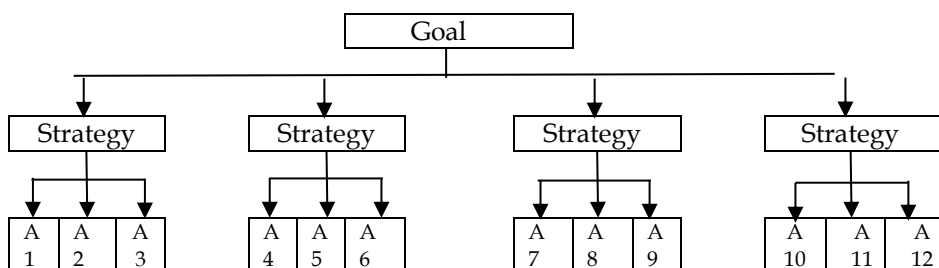 Goal
Strategy Strategy Strategy Strategy
A A A A A A A A A A A A
1 2 3 4 5 6 7 8 9 10 11 12